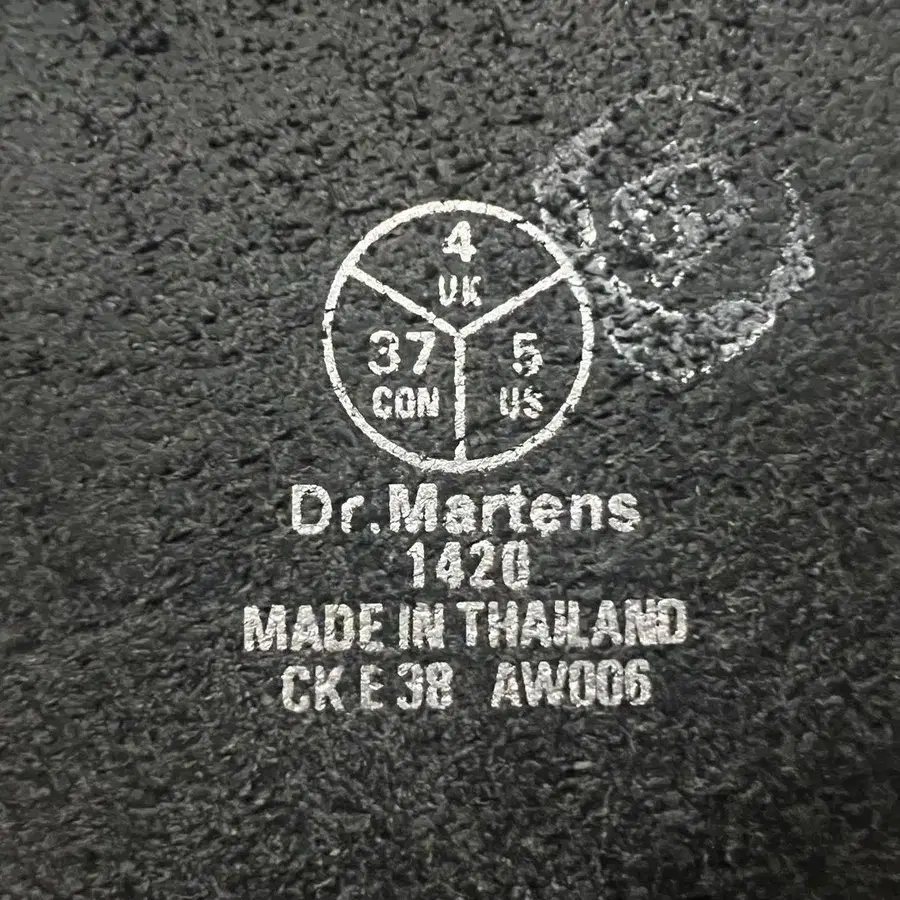 4
UK
37 5
CON US
Dr.Martens
1420
MADE IN THAILAND
CK E 38 AW006